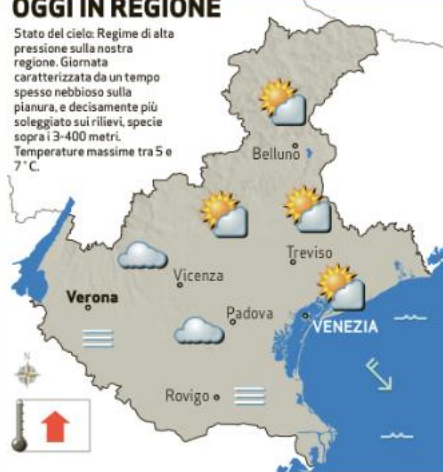 OGGI IN REGIONE
Stato del cielo: Regime di alta
pressione sulla nostra
regione. Giornata
caratterizzata da un tempo
spesso nebbioso sulla
pianura, e decisamente più
soleggiato sui rilievi, specie
sopra i 3-400 metri.
Temperature massime tra 5 e
7°C.
Belluno
Treviso
Vicenza
Verona
Padova
VENEZIA
Rovigo
N